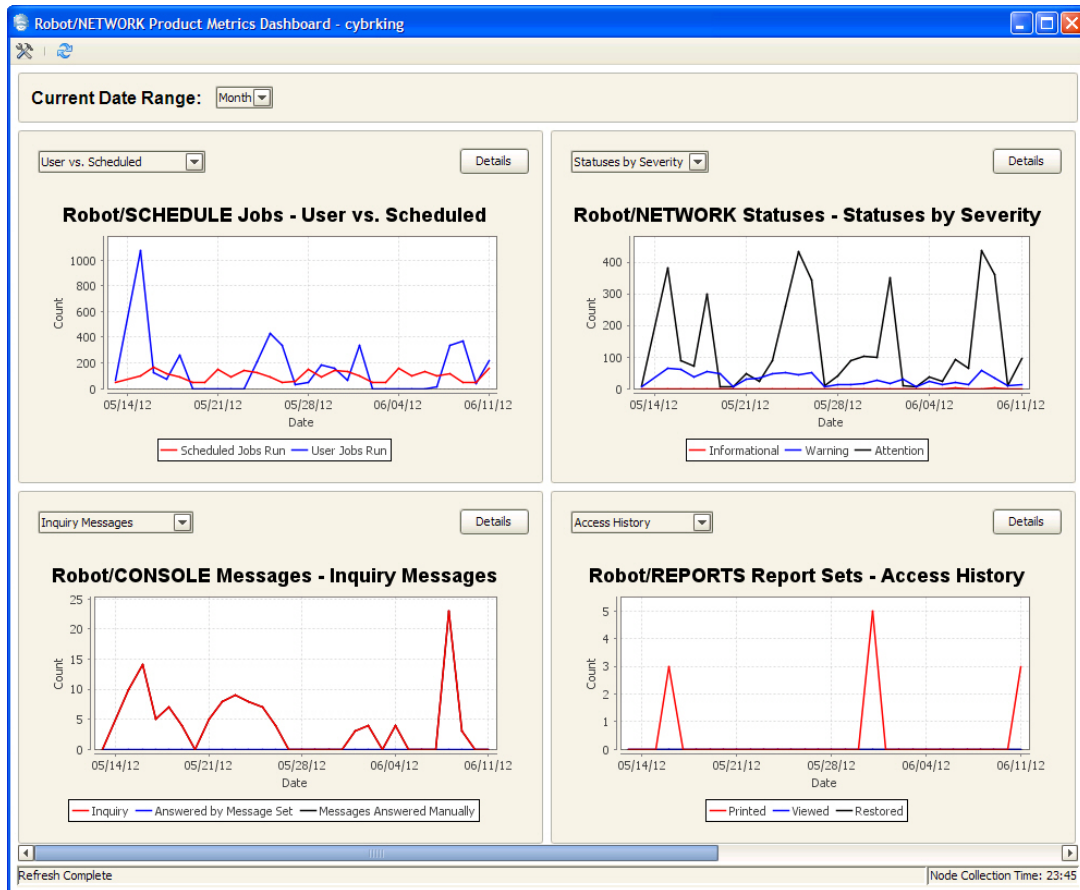 Robot/NETWORK Product Metrics Dashboard - cybrking
Current Date Range: Month
User vs. Scheduled
Details
Robot/SCHEDULE Jobs - User vs. Scheduled
1000
800
600
400
200
0
Count
05/14/12 05/21/12 05/28/12 06/04/12 06/11/12
Date
Scheduled Jobs Run User Jobs Run
Statuses by Severity
Details
Robot/NETWORK Statuses - Statuses by Severity
400
300
200
100
0
Count
05/14/12 05/21/12 05/28/12 06/04/12 06/11/12
Date
Informational Warning Attention
Inquiry Messages
Details
Robot/CONSOLE Messages - Inquiry Messages
25
20
15
10
5
0
Count
05/14/12 05/21/12 05/28/12 06/04/12 06/11/12
Date
Inquiry Answered by Message Set Messages Answered Manually
Access History
Details
Robot/REPORTS Report Sets - Access History
5
4
3
2
1
0
Count
05/14/12 05/21/12 05/28/12 06/04/12 06/11/12
Date
Printed Viewed Restored
Refresh Complete
Node Collection Time: 23:45